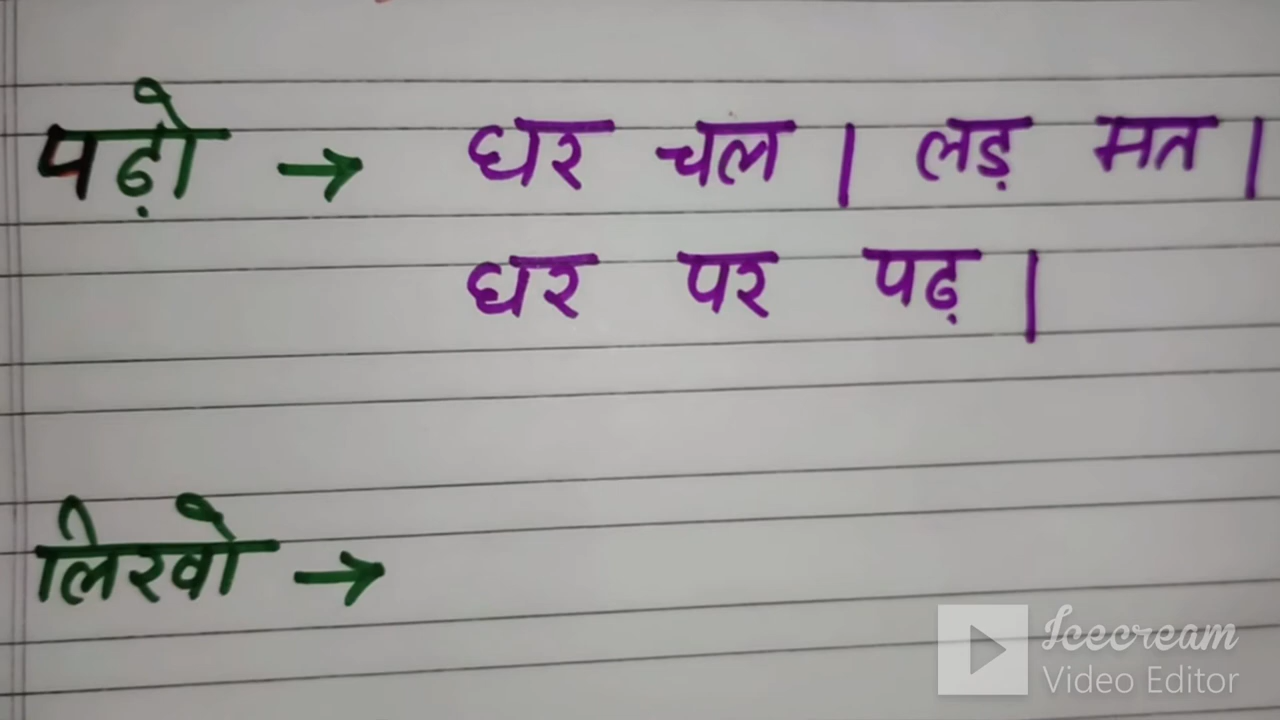 पढ़ो → घर चल | लड़ मत |
घर पर पढ़ |
लिखो →
Icecream
Video Editor